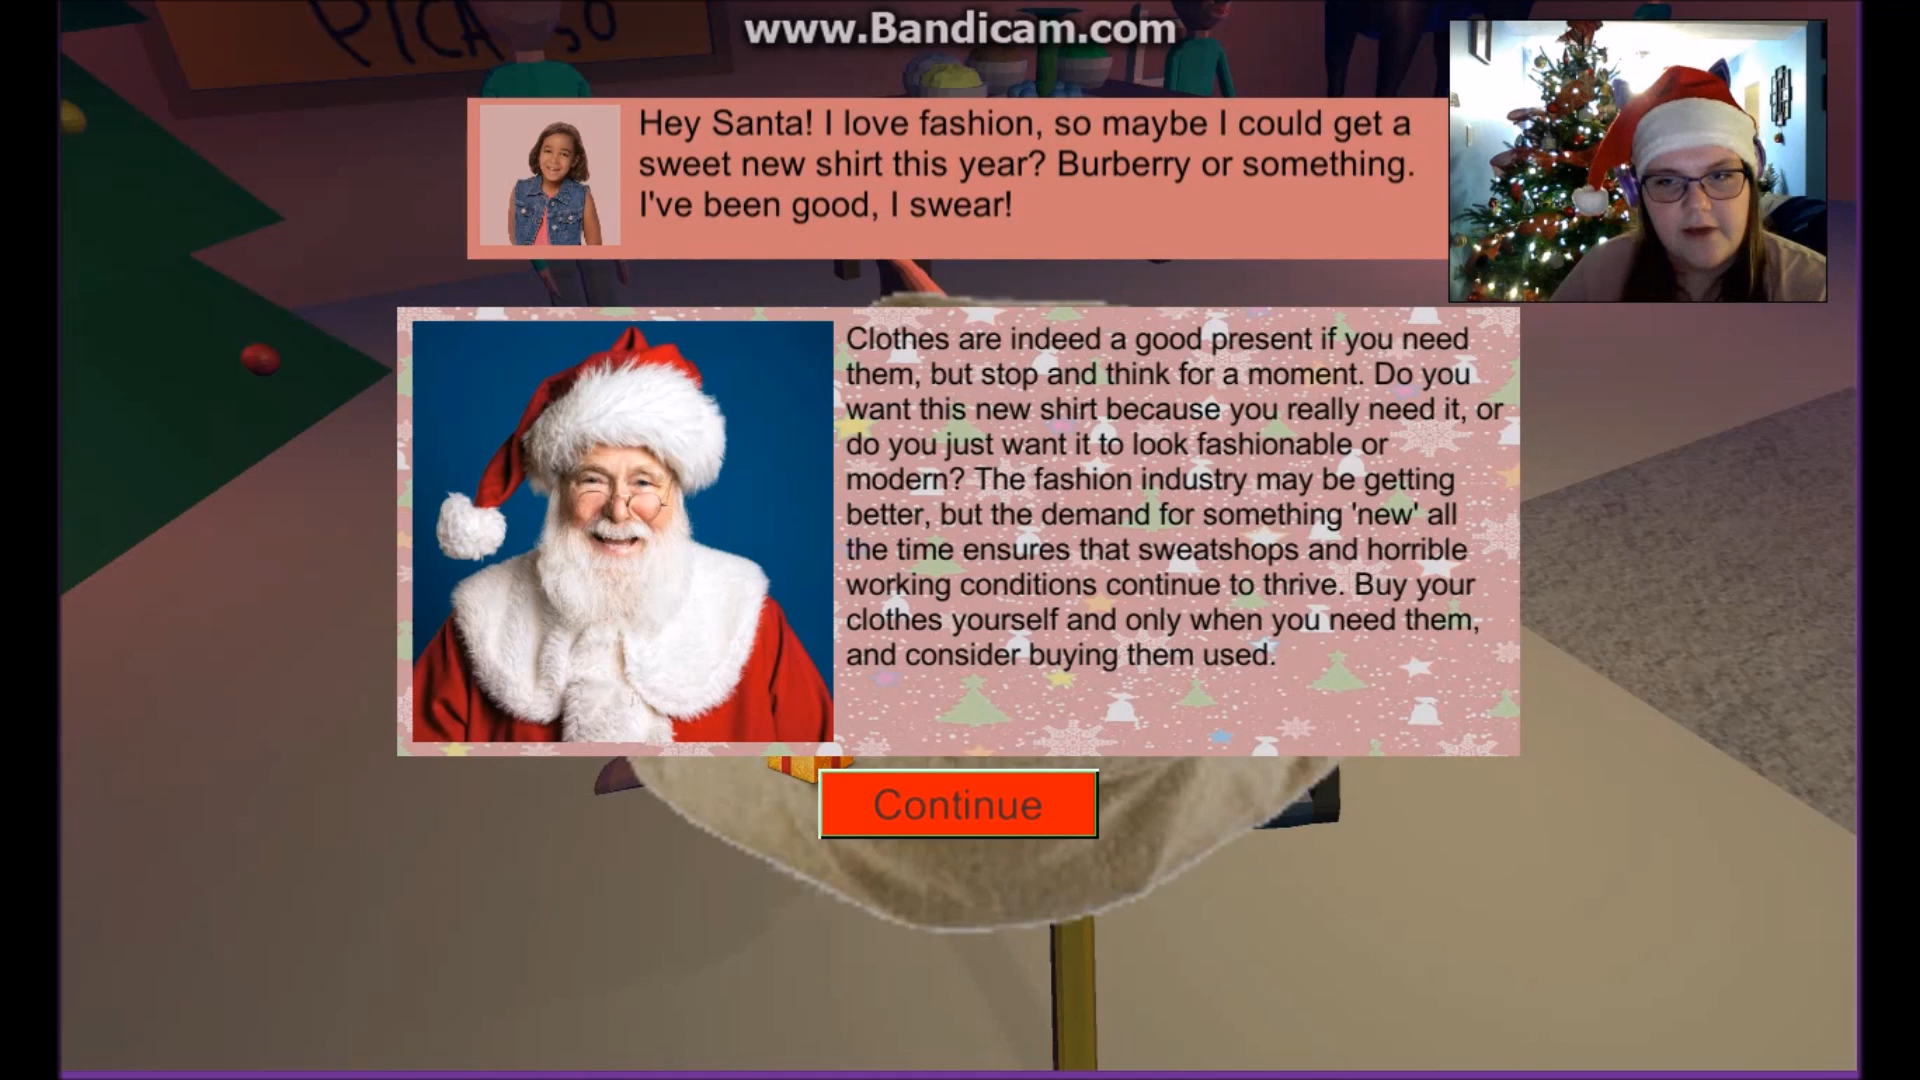 www.Bandicam.com
PICASSO
Hey Santa! I love fashion, so maybe I could get a
sweet new shirt this year? Burberry or something.
I've been good, I swear!
Clothes are indeed a good present if you need
them, but stop and think for a moment. Do you
want this new shirt because you really need it, or
do you just want it to look fashionable or
modern? The fashion industry may be getting
better, but the demand for something 'new' all
the time ensures that sweatshops and horrible
working conditions continue to thrive. Buy your
clothes yourself and only when you need them,
and consider buying them used.
Continue